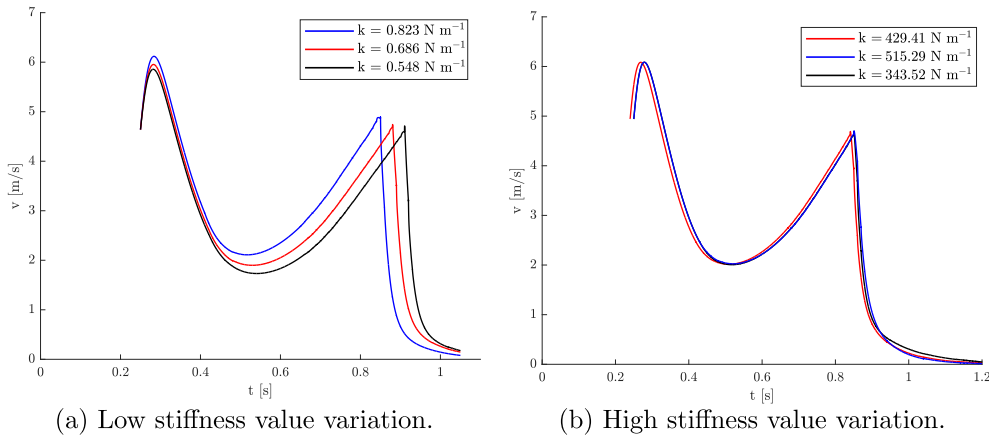 7
6
5
4
3
2
1
0
v [m/s]
k = 0.823 N m⁻¹
k = 0.686 N m⁻¹
k = 0.548 N m⁻¹
0 0.2 0.4 0.6 0.8 1
t [s]
(a) Low stiffness value variation.
7
6
5
4
3
2
1
0
v [m/s]
k = 429.41 N m⁻¹
k = 515.29 N m⁻¹
k = 343.52 N m⁻¹
0 0.2 0.4 0.6 0.8 1 1.2
t [s]
(b) High stiffness value variation.